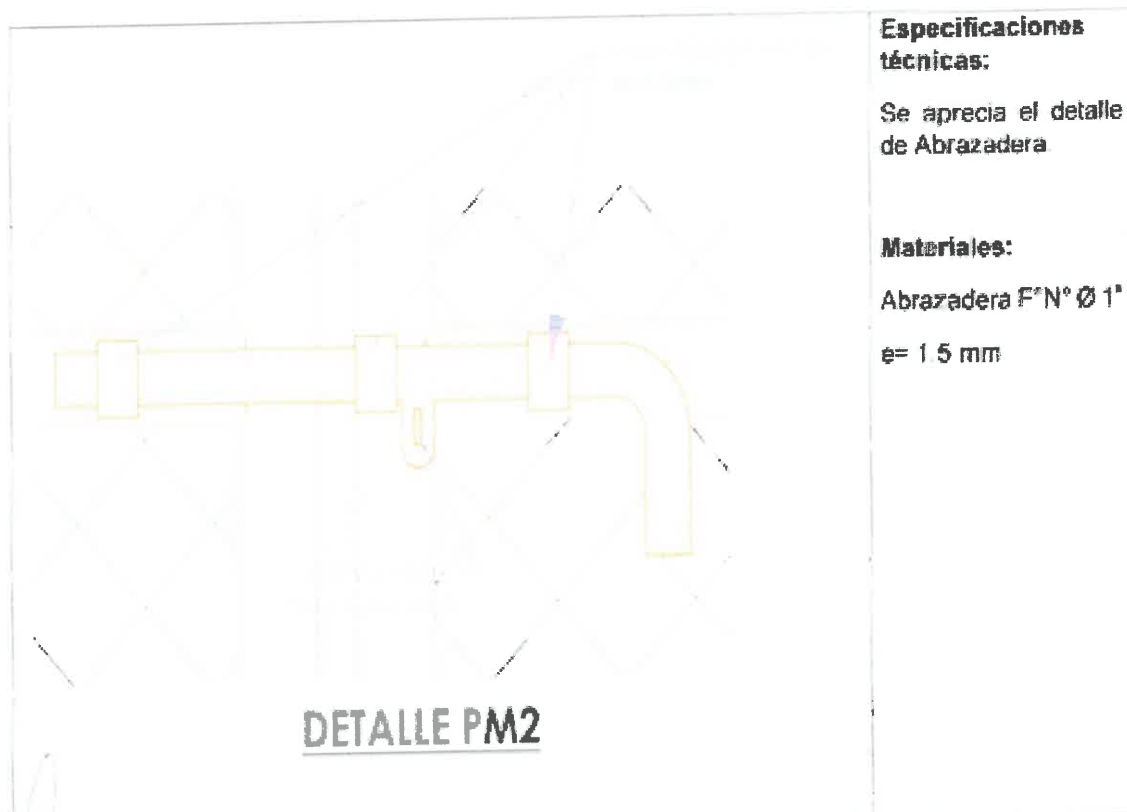 Especificaciones
técnicas:
Se aprecia el detalle
de Abrazadera
Materiales:
Abrazadera F°N° Ø 1"
e= 1.5 mm
DETALLE PM2